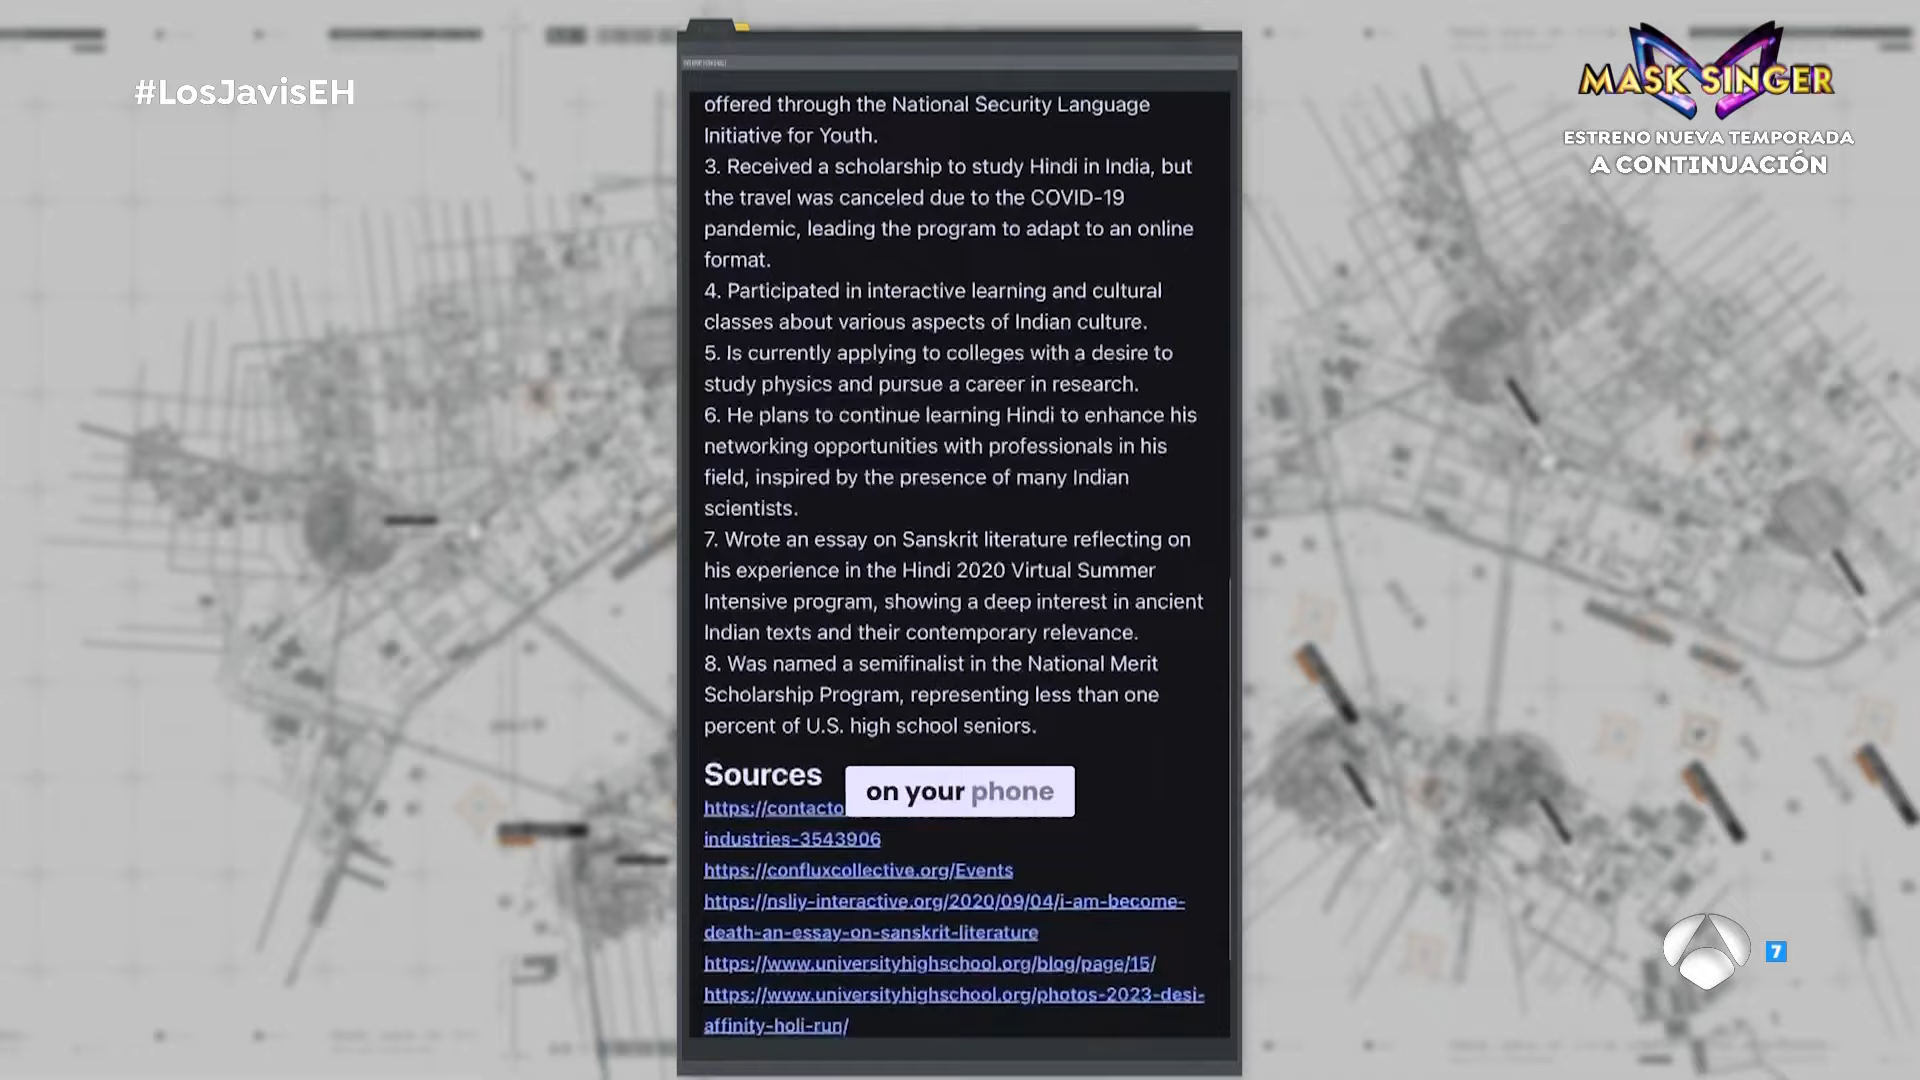 #LosJavisEH
MASK SINGER
ESTRENO NUEVA TEMPORADA
A CONTINUACIÓN
offered through the National Security Language
Initiative for Youth.
3. Received a scholarship to study Hindi in India, but
the travel was canceled due to the COVID-19
pandemic, leading the program to adapt to an online
format.
4. Participated in interactive learning and cultural
classes about various aspects of Indian culture.
5. Is currently applying to colleges with a desire to
study physics and pursue a career in research.
6. He plans to continue learning Hindi to enhance his
networking opportunities with professionals in his
field, inspired by the presence of many Indian
scientists.
7. Wrote an essay on Sanskrit literature reflecting on
his experience in the Hindi 2020 Virtual Summer
Intensive program, showing a deep interest in ancient
Indian texts and their contemporary relevance.
8. Was named a semifinalist in the National Merit
Scholarship Program, representing less than one
percent of U.S. high school seniors.
Sources
on your phone
https://contacto
industries-3543906
https://confluxcollective.org/Events
https://nsliy-interactive.org/2020/09/04/i-am-become-
death-an-essay-on-sanskrit-literature
https://www.universityhighschool.org/blog/page/15/
https://www.universityhighschool.org/photos-2023-desi-
affinity-holi-run/
7